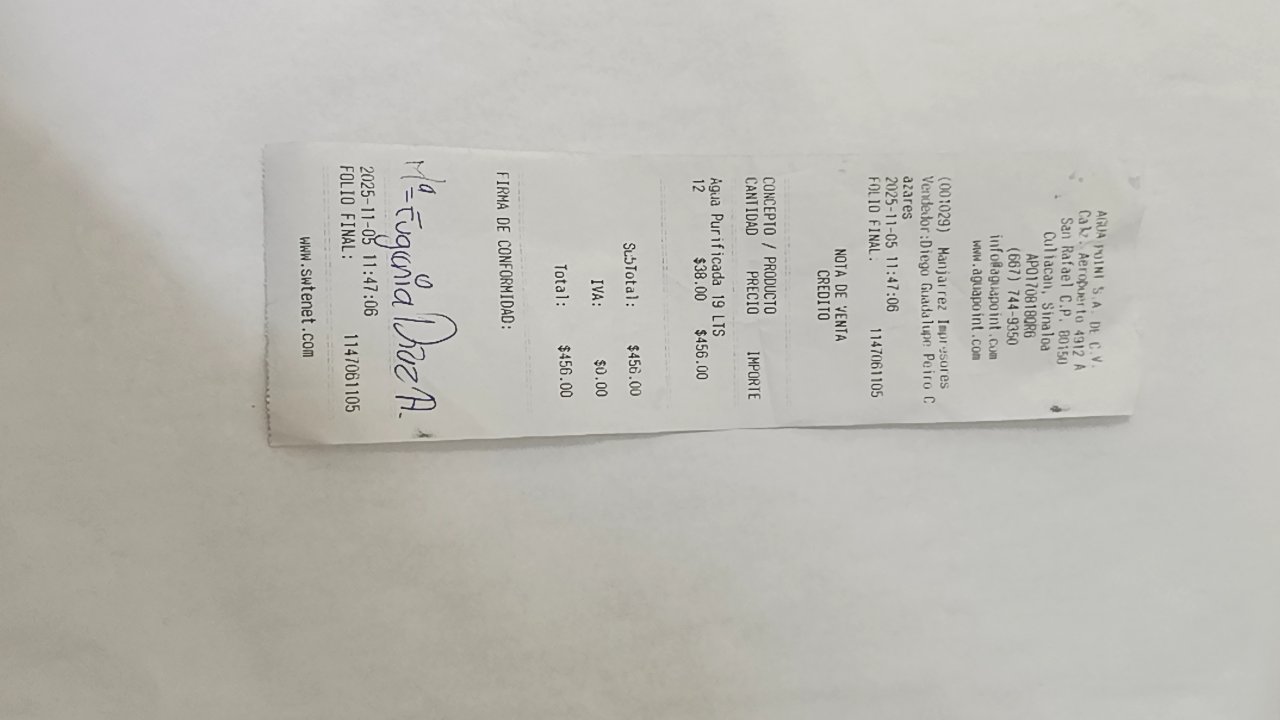 AGUA POINT S.A. DE C.V.
Calz. Aeropuerto 4912 A
San Rafael C.P. 80150
Culiacan, Sinaloa
APO170818QR6
(667) 744-9350
info@aguapoint.com
www.aguapoint.com
(001029) Manjarrez Impresores
Vendedor:Diego Guadalupe Peiro C
azares
2025-11-05 11:47:06
FOLIO FINAL: 1147061105
NOTA DE VENTA
CREDITO
CONCEPTO / PRODUCTO
CANTIDAD PRECIO IMPORTE
Agua Purificada 19 LTS
12 $38.00 $456.00
SubTotal: $456.00
IVA: $0.00
Total: $456.00
FIRMA DE CONFORMIDAD:
Mª Eugenia Diaz A.
2025-11-05 11:47:06
FOLIO FINAL: 1147061105
www.swtenet.com